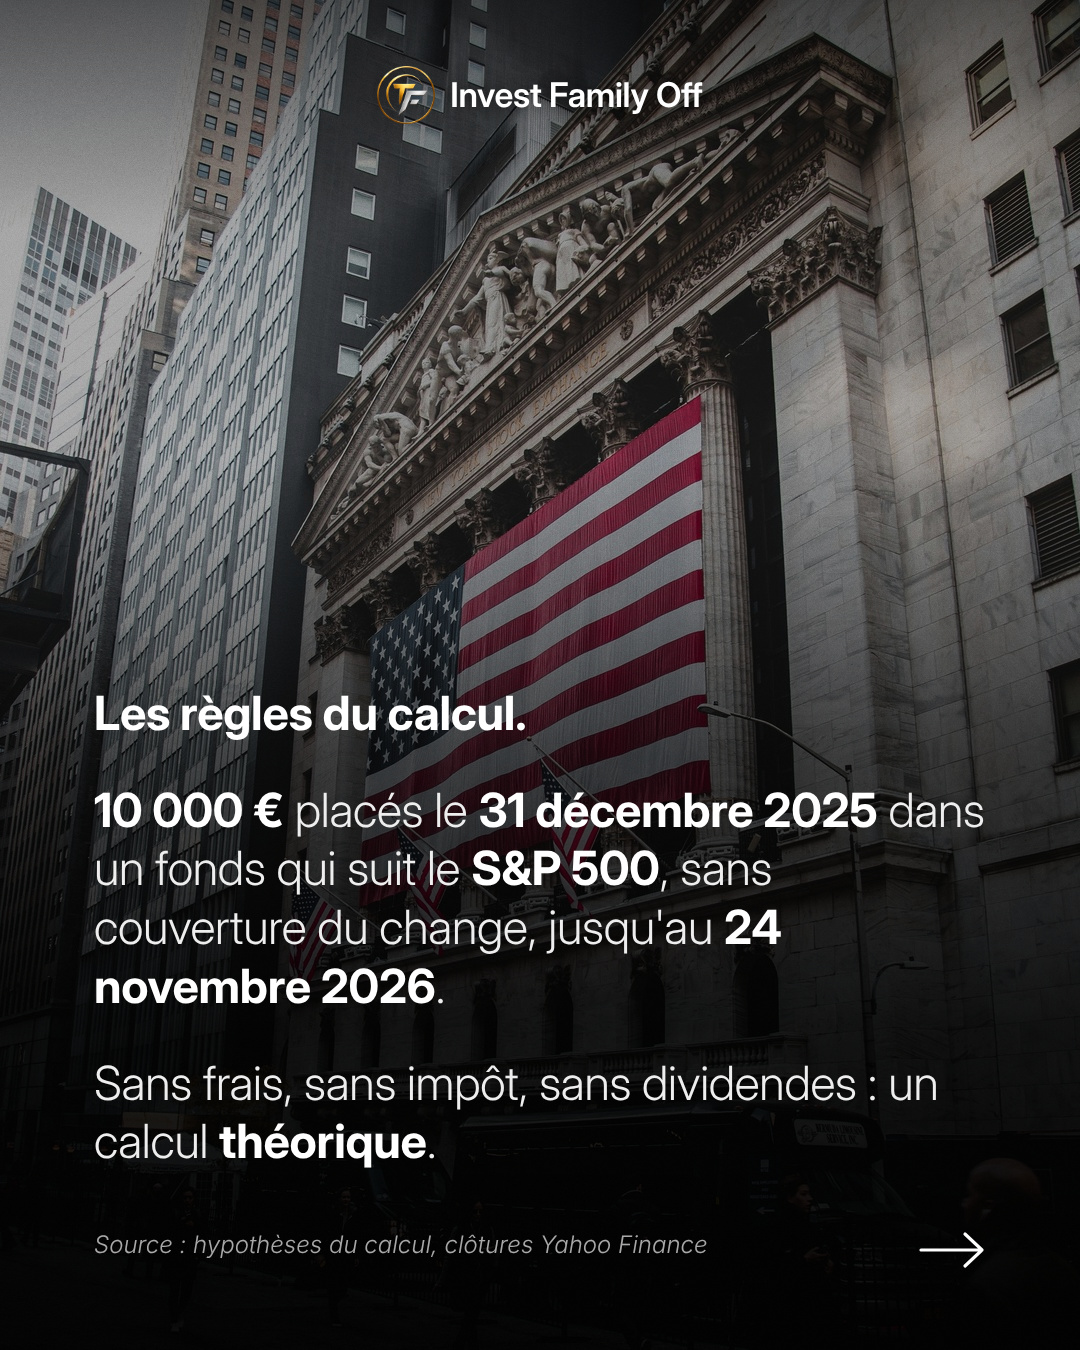 Invest Family Off
STOCK EXCHANGE
Les règles du calcul.
10 000 € placés le 31 décembre 2025 dans
un fonds qui suit le S&P 500, sans
couverture du change, jusqu'au 24
novembre 2026.
Sans frais, sans impôt, sans dividendes : un
calcul théorique.
Source : hypothèses du calcul, clôtures Yahoo Finance